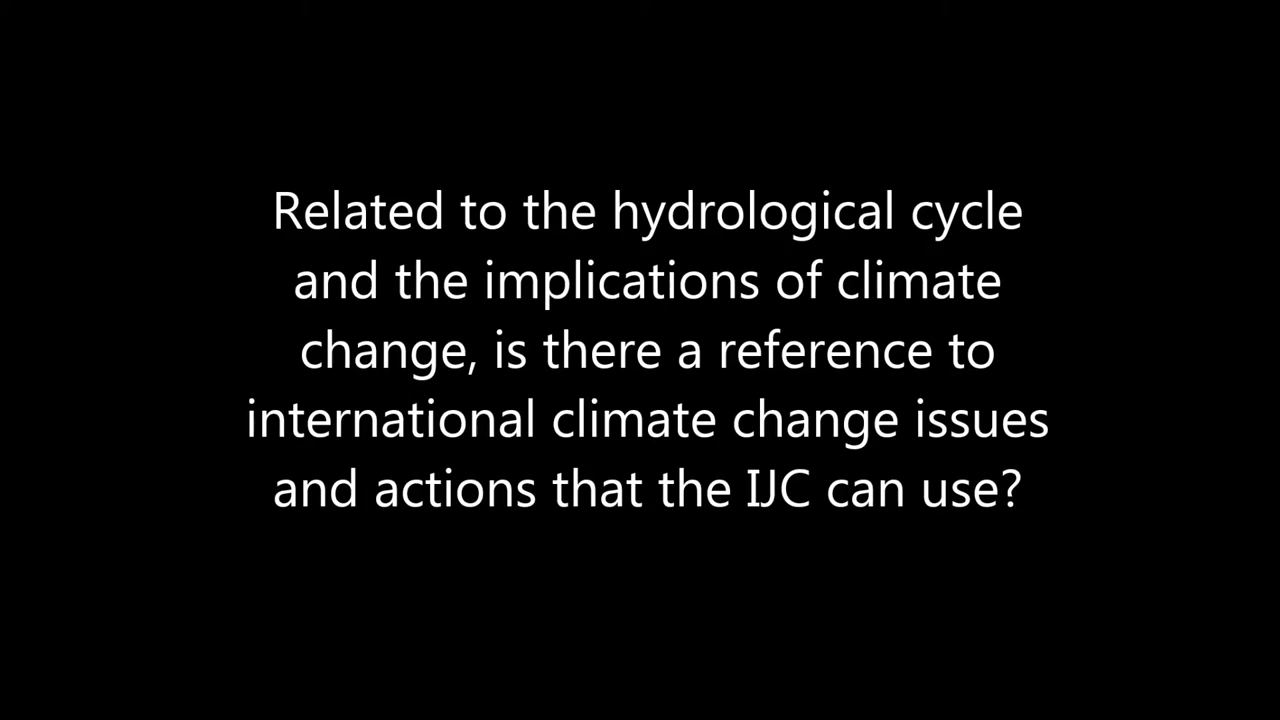 Related to the hydrological cycle
and the implications of climate
change, is there a reference to
international climate change issues
and actions that the IJC can use?